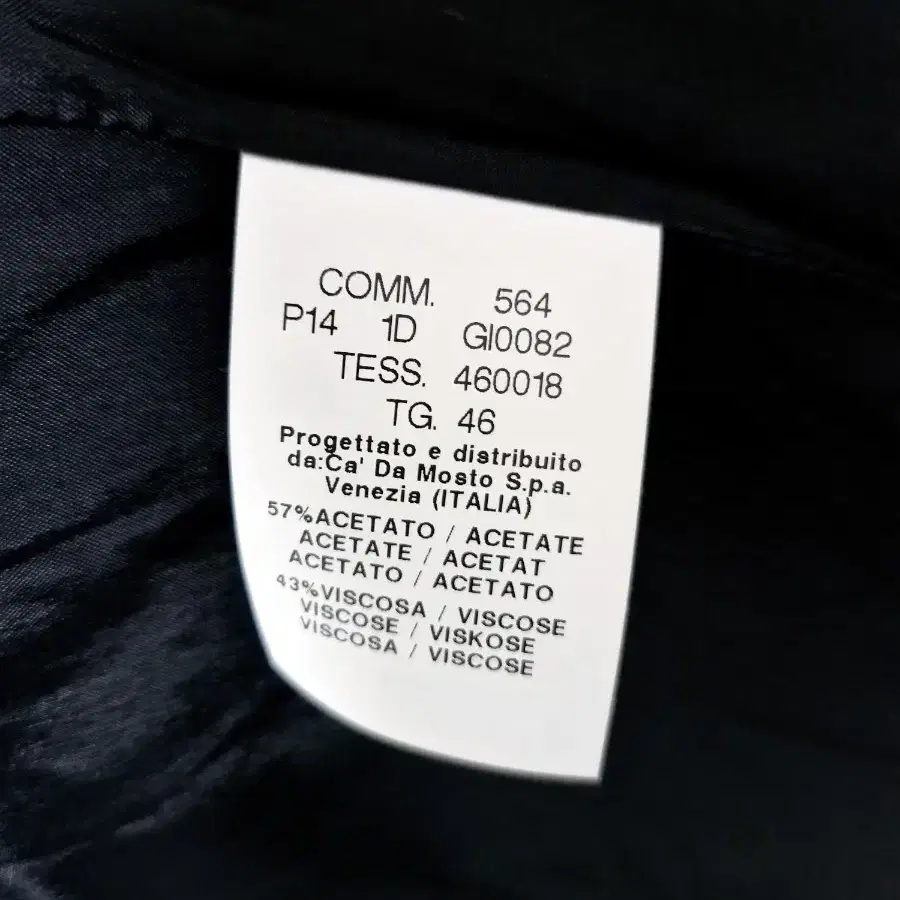 COMM. 564
P14 1D GI0082
TESS. 460018
TG. 46
Progettato e distribuito
da:Ca' Da Mosto S.p.a.
Venezia (ITALIA)
57%ACETATO / ACETATE
ACETATE / ACETAT
ACETATO / ACETATO
43%VISCOSA / VISCOSE
VISCOSE / VISKOSE
VISCOSA / VISCOSE